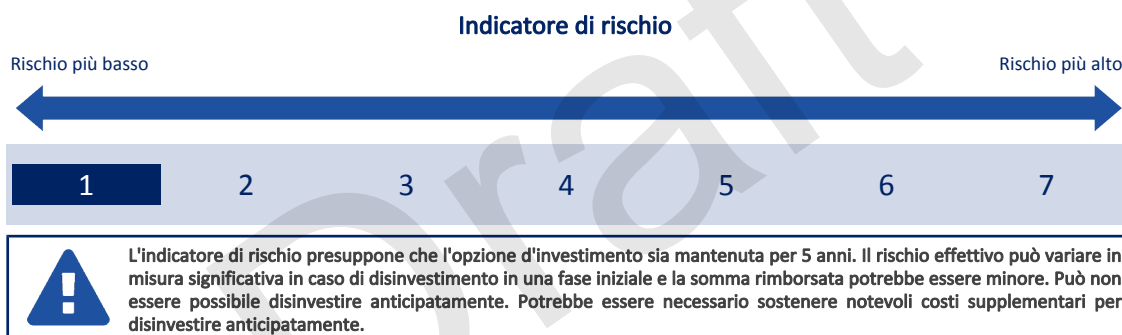 Indicatore di rischio
Rischio più basso
Rischio più alto
1 2 3 4 5 6 7
L'indicatore di rischio presuppone che l'opzione d'investimento sia mantenuta per 5 anni. Il rischio effettivo può variare in
misura significativa in caso di disinvestimento in una fase iniziale e la somma rimborsata potrebbe essere minore. Può non
essere possibile disinvestire anticipatamente. Potrebbe essere necessario sostenere notevoli costi supplementari per
disinvestire anticipatamente.
Draft